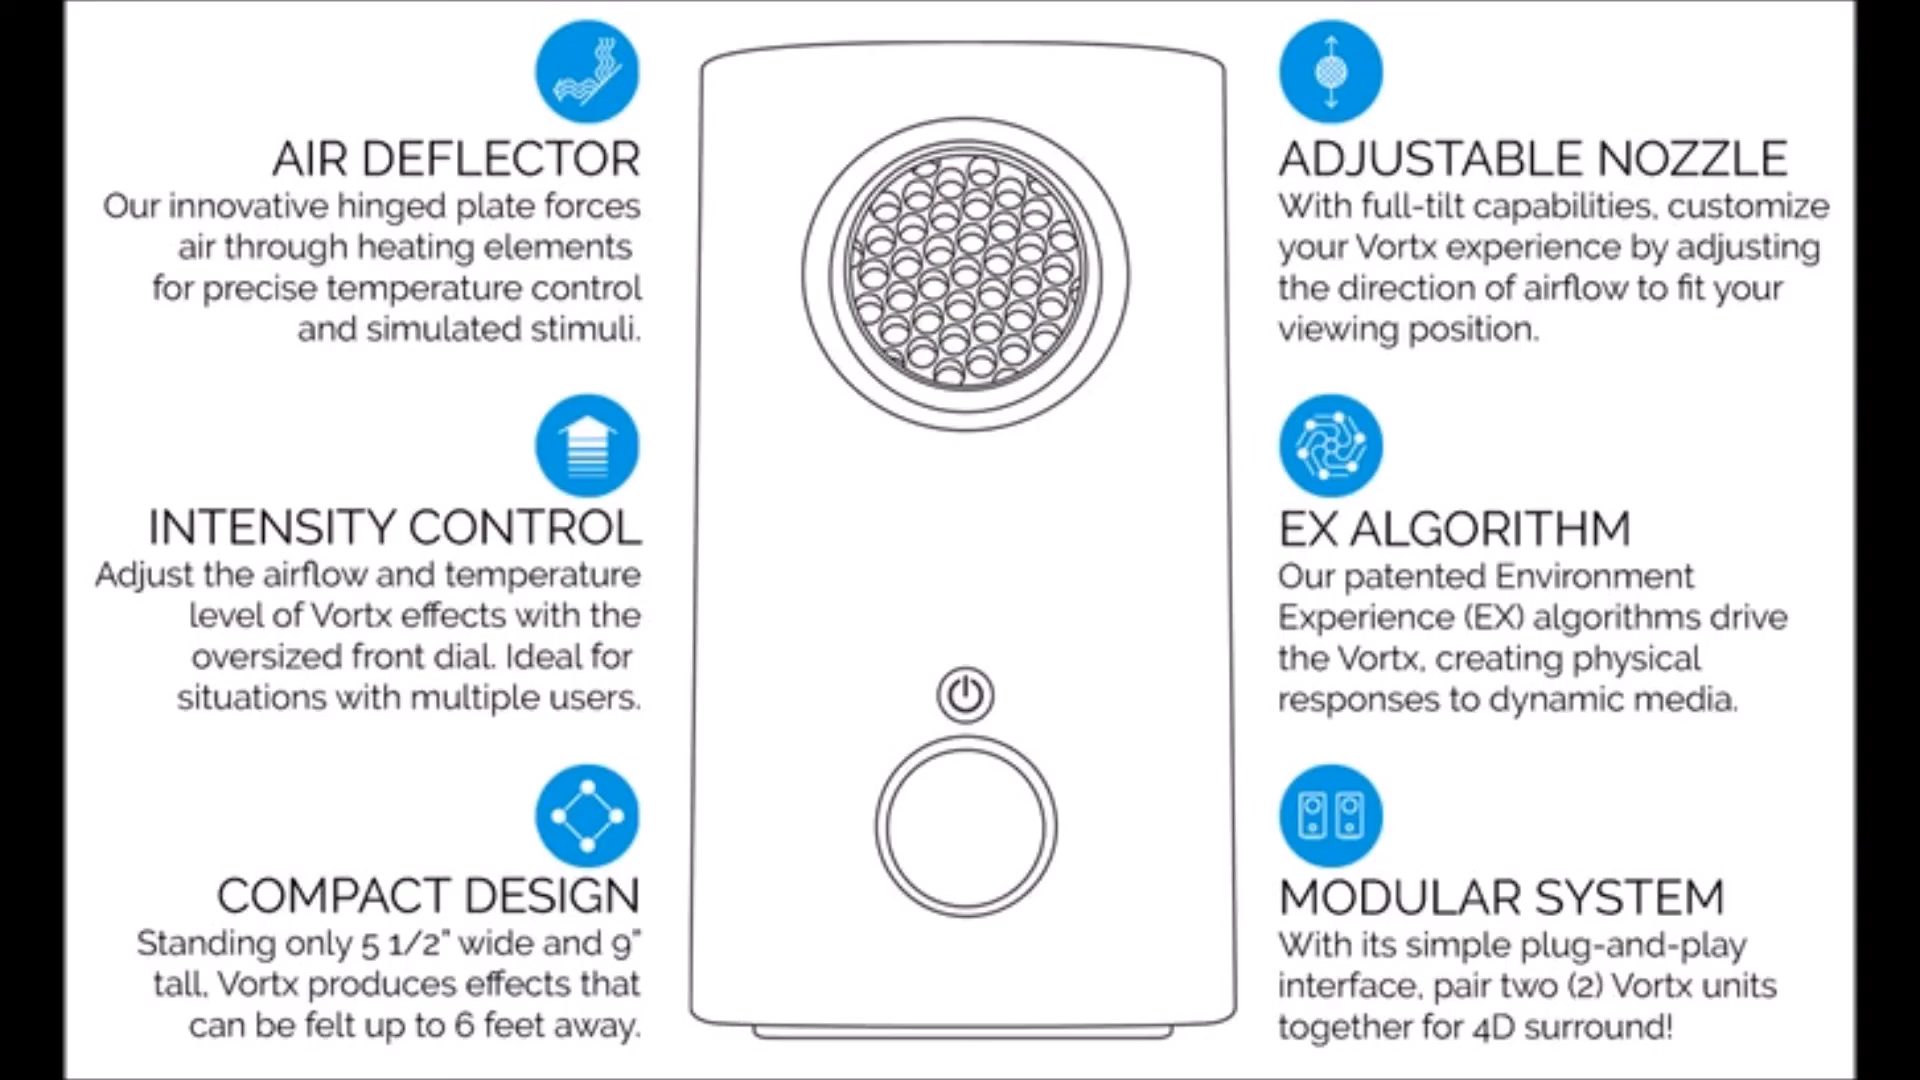 AIR DEFLECTOR
Our innovative hinged plate forces
air through heating elements
for precise temperature control
and simulated stimuli.
INTENSITY CONTROL
Adjust the airflow and temperature
level of Vortx effects with the
oversized front dial. Ideal for
situations with multiple users.
COMPACT DESIGN
Standing only 5 1/2" wide and 9"
tall, Vortx produces effects that
can be felt up to 6 feet away.
ADJUSTABLE NOZZLE
With full-tilt capabilities, customize
your Vortx experience by adjusting
the direction of airflow to fit your
viewing position.
EX ALGORITHM
Our patented Environment
Experience (EX) algorithms drive
the Vortx, creating physical
responses to dynamic media.
MODULAR SYSTEM
With its simple plug-and-play
interface, pair two (2) Vortx units
together for 4D surround!